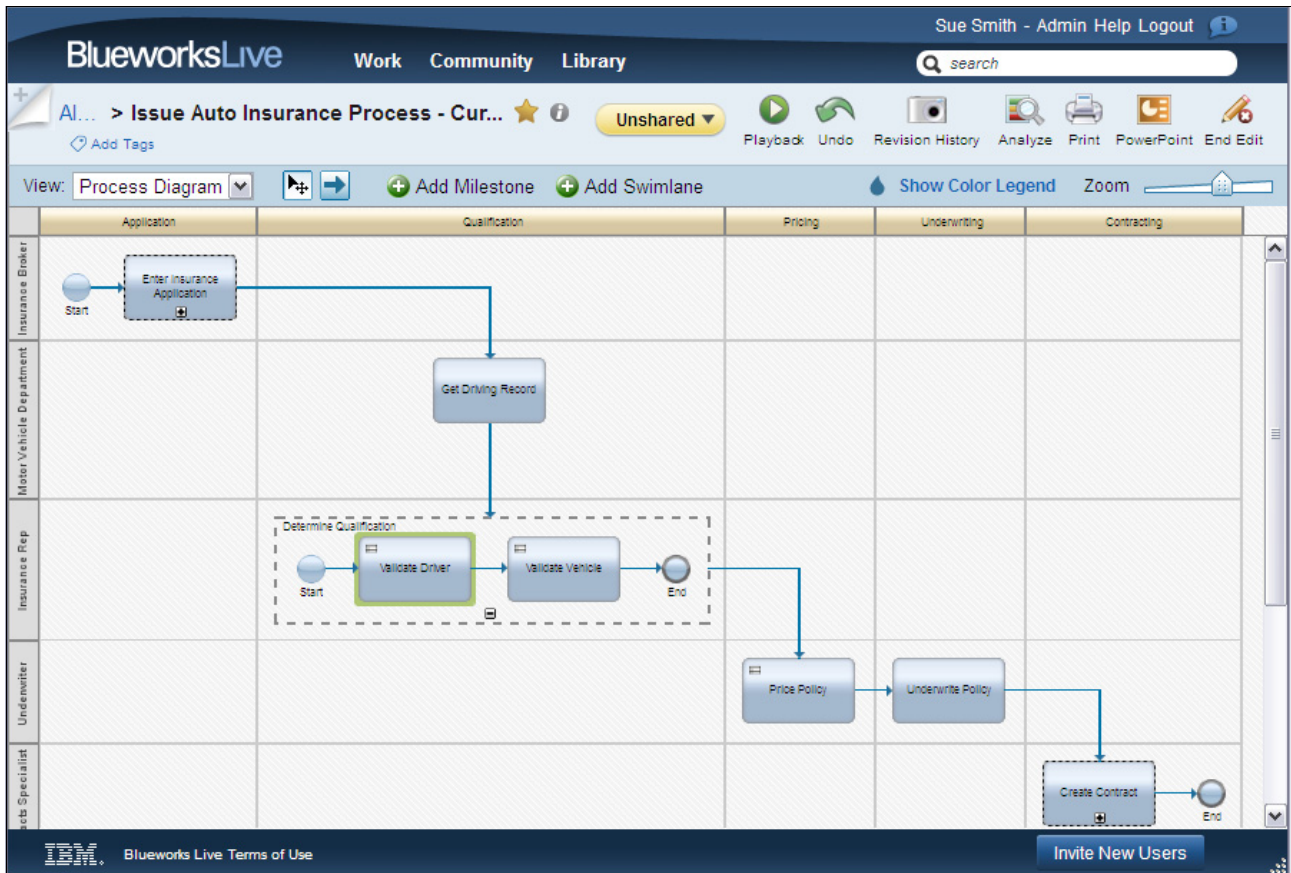 Sue Smith - Admin Help Logout
BlueworksLive
Work Community Library
search
Al... > Issue Auto Insurance Process - Cur...
Unshared
Playback Undo Revision History Analyze Print PowerPoint End Edit
Add Tags
View: Process Diagram
Add Milestone
Add Swimlane
Show Color Legend
Zoom
Application Qualification Pricing Underwriting Contracting
Insurance Broker
Start
Enter Insurance
Application
Motor Vehicle Department
Get Driving Record
Insurance Rep
Determine Qualification
Start
Validate Driver
Validate Vehicle
End
Underwriter
Price Policy
Underwrite Policy
Specialist
Create Contract
End
IBM.
Blueworks Live Terms of Use
Invite New Users